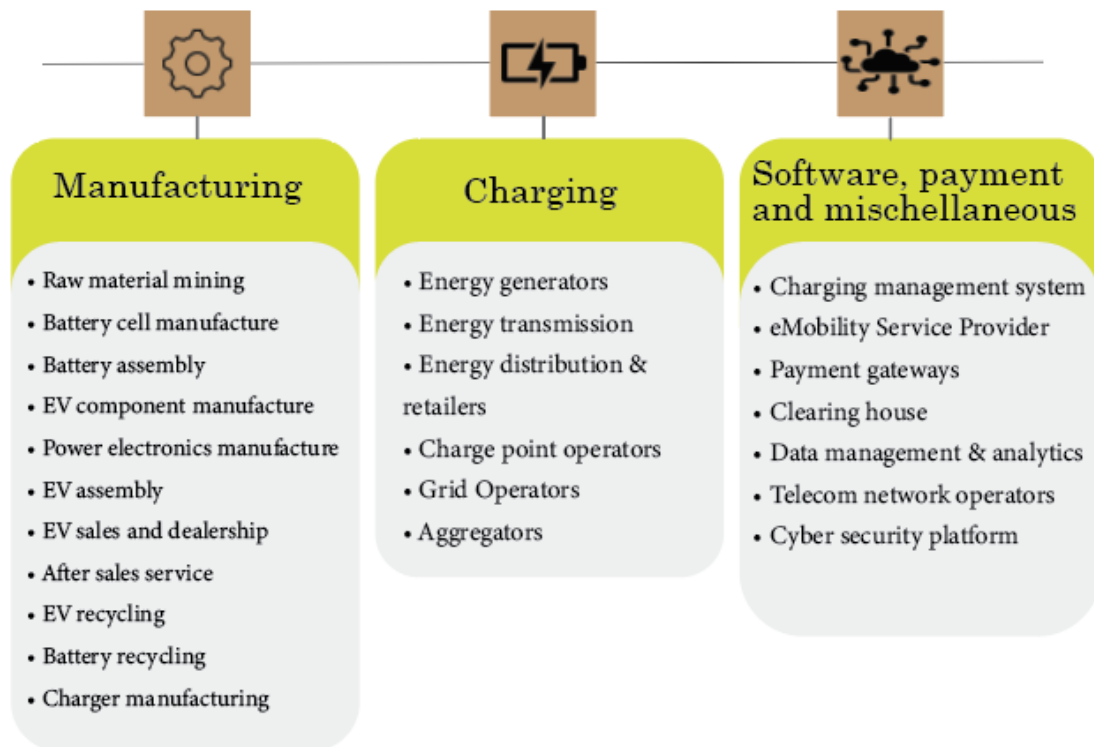 Manufacturing
• Raw material mining
• Battery cell manufacture
• Battery assembly
• EV component manufacture
• Power electronics manufacture
• EV assembly
• EV sales and dealership
• After sales service
• EV recycling
• Battery recycling
• Charger manufacturing
Charging
• Energy generators
• Energy transmission
• Energy distribution &
retailers
• Charge point operators
• Grid Operators
• Aggregators
Software, payment
and mischellaneous
• Charging management system
• eMobility Service Provider
• Payment gateways
• Clearing house
• Data management & analytics
• Telecom network operators
• Cyber security platform